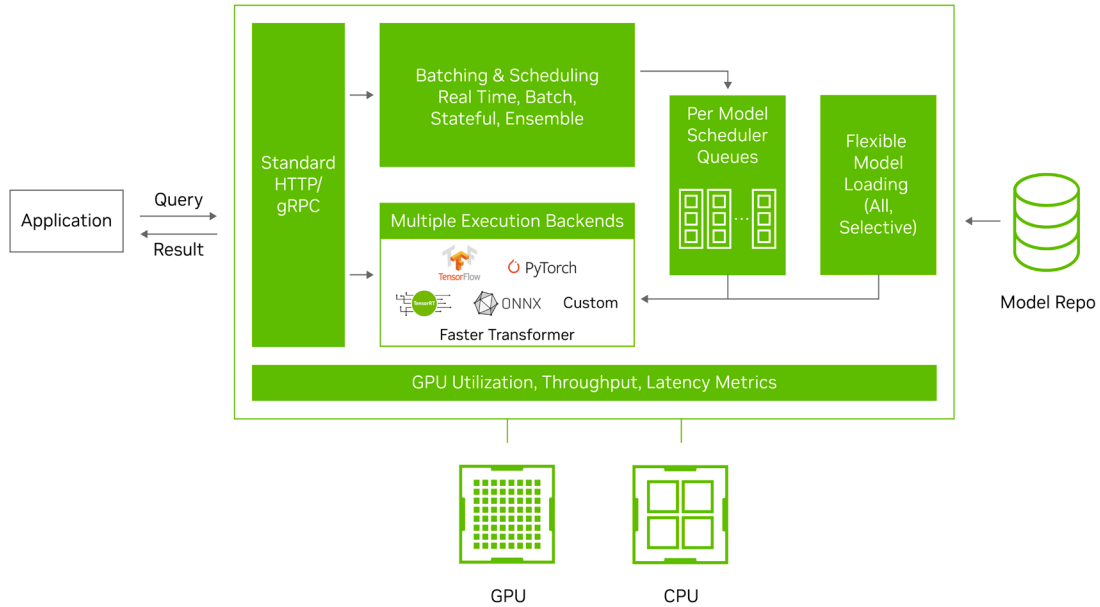 Application
Query
Result
Standard
HTTP/
gRPC
Batching & Scheduling
Real Time, Batch,
Stateful, Ensemble
Multiple Execution Backends
TensorFlow
PyTorch
TensorRT
ONNX
Custom
Faster Transformer
Per Model
Scheduler
Queues
...
Flexible
Model
Loading
(All,
Selective)
Model Repo
GPU Utilization, Throughput, Latency Metrics
GPU
CPU